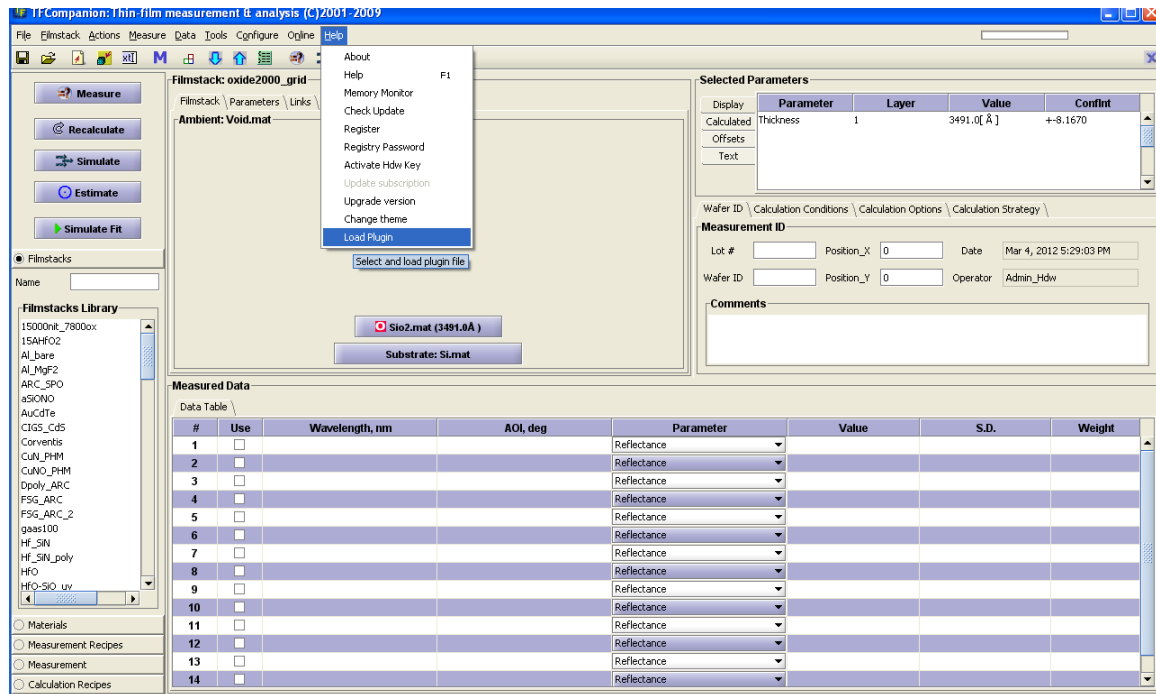 TFCompanion: Thin-film measurement & analysis (C)2001-2009
File Filmstack Actions Measure Data Tools Configure Online Help
Measure
Recalculate
Simulate
Estimate
Simulate Fit
Filmstacks
Name
Filmstacks Library
15000nit_7800ox
15AHfO2
Al_bare
Al_MgF2
ARC_SPO
aSiONO
AuCdTe
CIGS_CdS
Corventis
CuN_PHM
CuNO_PHM
Dpoly_ARC
FSG_ARC
FSG_ARC_2
gaas100
Hf_SiN
Hf_SiN_poly
HfO
HfO-SiO_uv
Materials
Measurement Recipes
Measurement
Calculation Recipes
Filmstack: oxide2000_grid
Filmstack Parameters Links
Ambient: Void.mat
About
Help F1
Memory Monitor
Check Update
Register
Registry Password
Activate Hdw Key
Update subscription
Upgrade version
Change theme
Load Plugin
Select and load plugin file
Sio2.mat (3491.0Å )
Substrate: Si.mat
Selected Parameters
Display
Calculated
Offsets
Text
Parameter Layer Value ConfInt
Thickness 1 3491.0[ Å ] +-8.1670
Wafer ID Calculation Conditions Calculation Options Calculation Strategy
Measurement ID
Lot # Position_X 0 Date Mar 4, 2012 5:29:03 PM
Wafer ID Position_Y 0 Operator Admin_Hdw
Comments
Measured Data
Data Table
# Use Wavelength, nm AOI, deg Parameter Value S.D. Weight
1 Reflectance
2 Reflectance
3 Reflectance
4 Reflectance
5 Reflectance
6 Reflectance
7 Reflectance
8 Reflectance
9 Reflectance
10 Reflectance
11 Reflectance
12 Reflectance
13 Reflectance
14 Reflectance